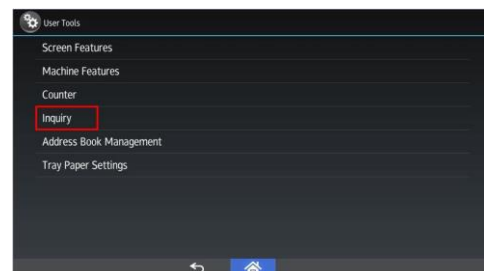 User Tools
Screen Features
Machine Features
Counter
Inquiry
Address Book Management
Tray Paper Settings